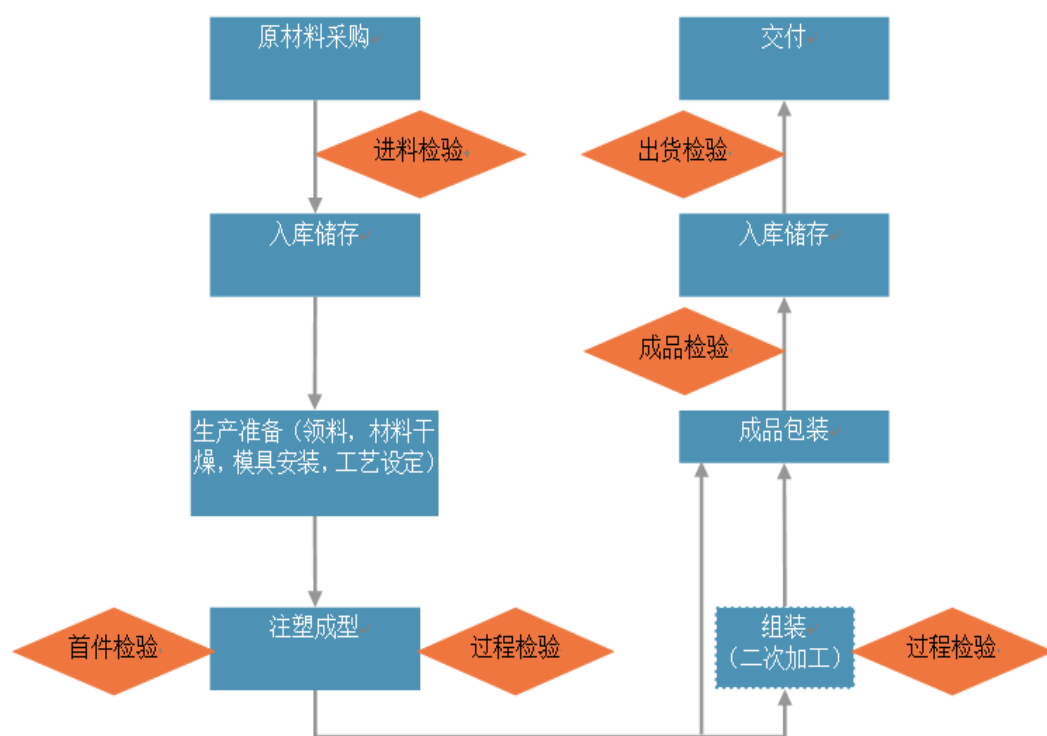 原材料采购
进料检验
入库储存
生产准备（领料，材料干
燥，模具安装，工艺设定）
首件检验
注塑成型
过程检验
交付
出货检验
入库储存
成品检验
成品包装
组装
（二次加工）
过程检验